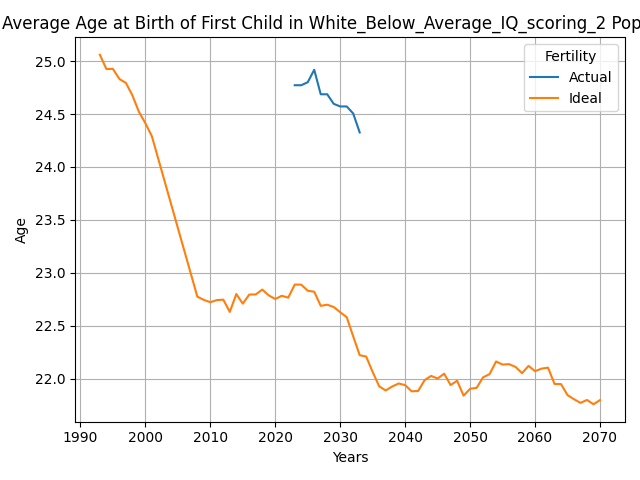 Average Age at Birth of First Child in White_Below_Average_IQ_scoring_2 Pop
Fertility
Actual
Ideal
25.0
24.5
24.0
23.5
23.0
22.5
22.0
Age
1990 2000 2010 2020 2030 2040 2050 2060 2070
Years